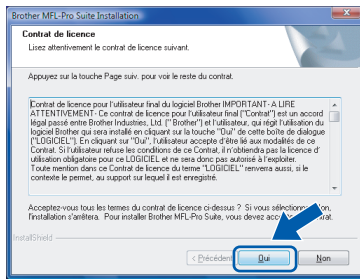 Brother MFL-Pro Suite Installation
Contrat de licence
Lisez attentivement le contrat de licence suivant.
Appuyez sur la touche Page suiv. pour voir le reste du contrat.
Contrat de licence pour l'utilisateur final du logiciel Brother IMPORTANT- A LIRE
ATTENTIVEMENT- Ce contrat de licence pour l'utilisateur final ("Contrat") est un accord
légal passé entre Brother Industries, Ltd. (" Brother") et l'utilisateur, qui régit l'utilisation du
logiciel Brother qui sera installé en cliquant sur la touche "Oui" de cette boîte de dialogue
("LOGICIEL"). En cliquant sur "Oui", l'utilisateur accepte d'être lié aux modalités de ce
Contrat. Si l'utilisateur refuse les conditions de ce Contrat, il n'obtiendra pas la licence d'
utilisation obligatoire pour ce LOGICIEL et ne sera donc pas autorisé à l'exploiter.
Toute mention dans ce Contrat de licence du terme "LOGICIEL" renverra aussi, si le
contexte le permet, au support sur lequel il est enregistré.
Acceptez-vous tous les termes du contrat de licence ci-dessus ? Si vous sélectionnez
l'installation s'arrêtera. Pour installer Brother MFL-Pro Suite, vous devez
InstallShield
< Précédent
Oui
Non